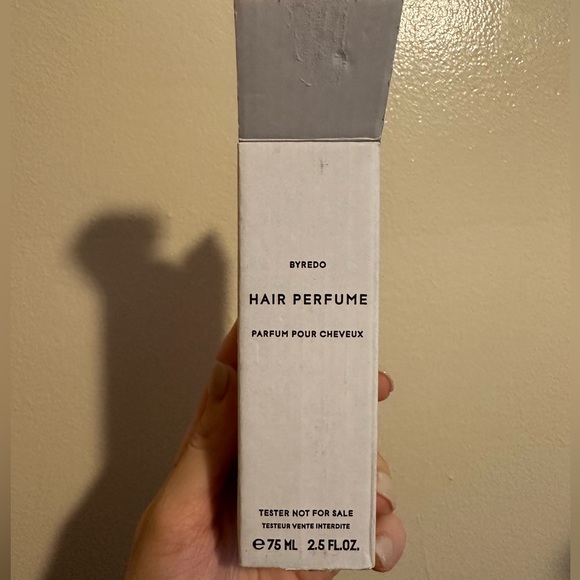 BYREDO
HAIR PERFUME
PARFUM POUR CHEVEUX
TESTER NOT FOR SALE
TESTEUR VENTE INTERDITE
℮75 ML 2.5 FL.OZ.